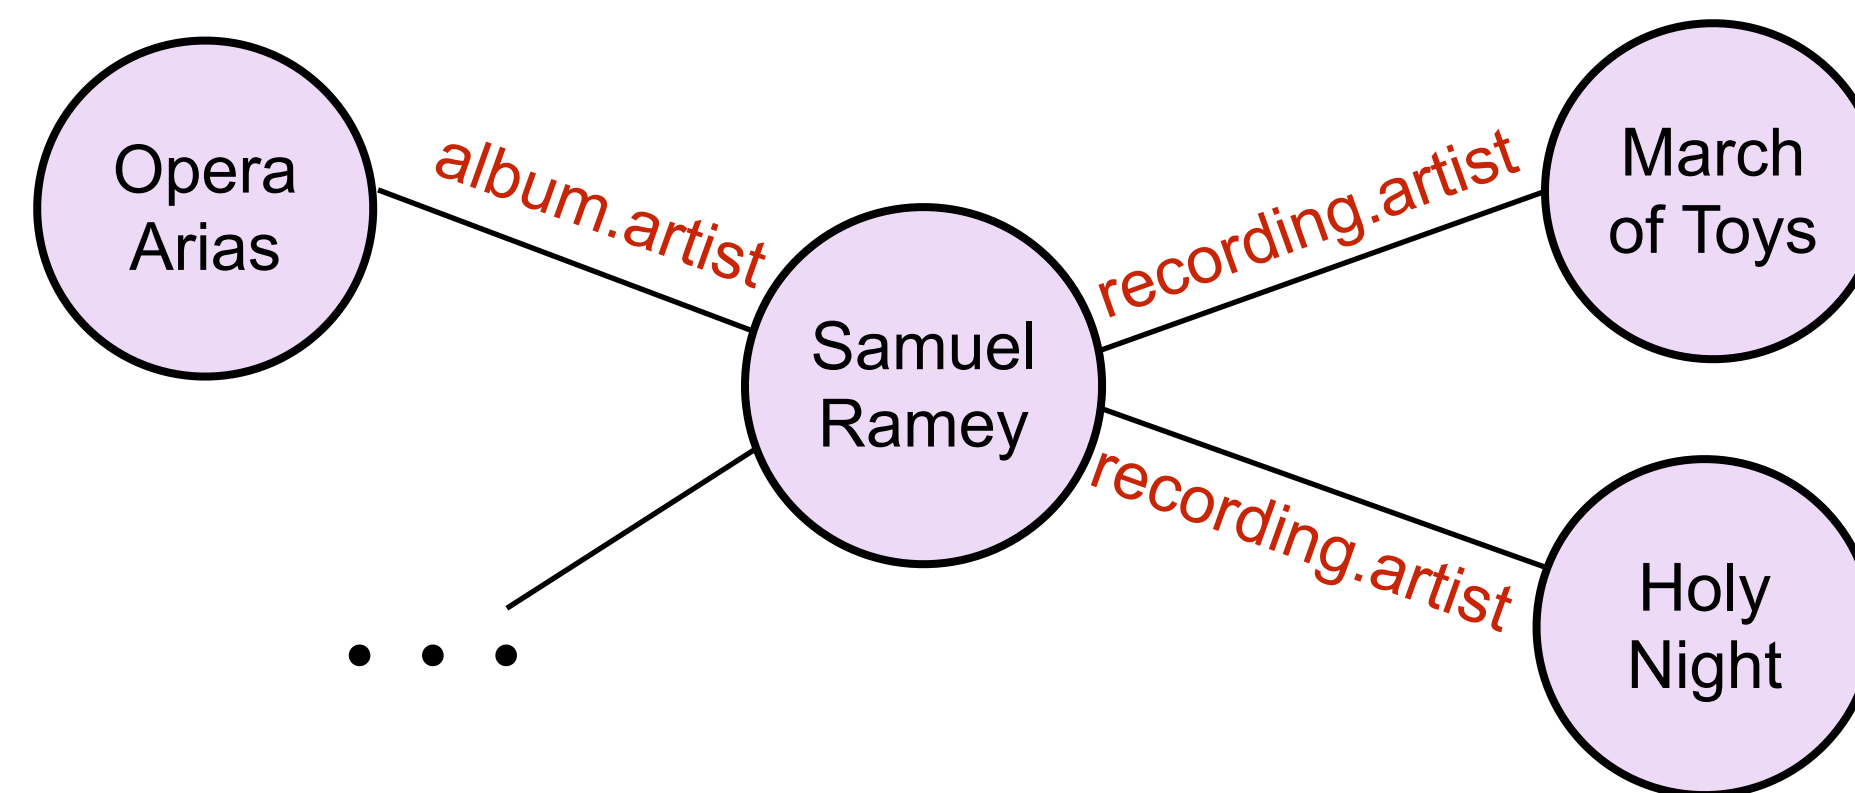 Opera
Arias
album.artist
Samuel
Ramey
recording.artist
March
of Toys
recording.artist
Holy
Night
. . .